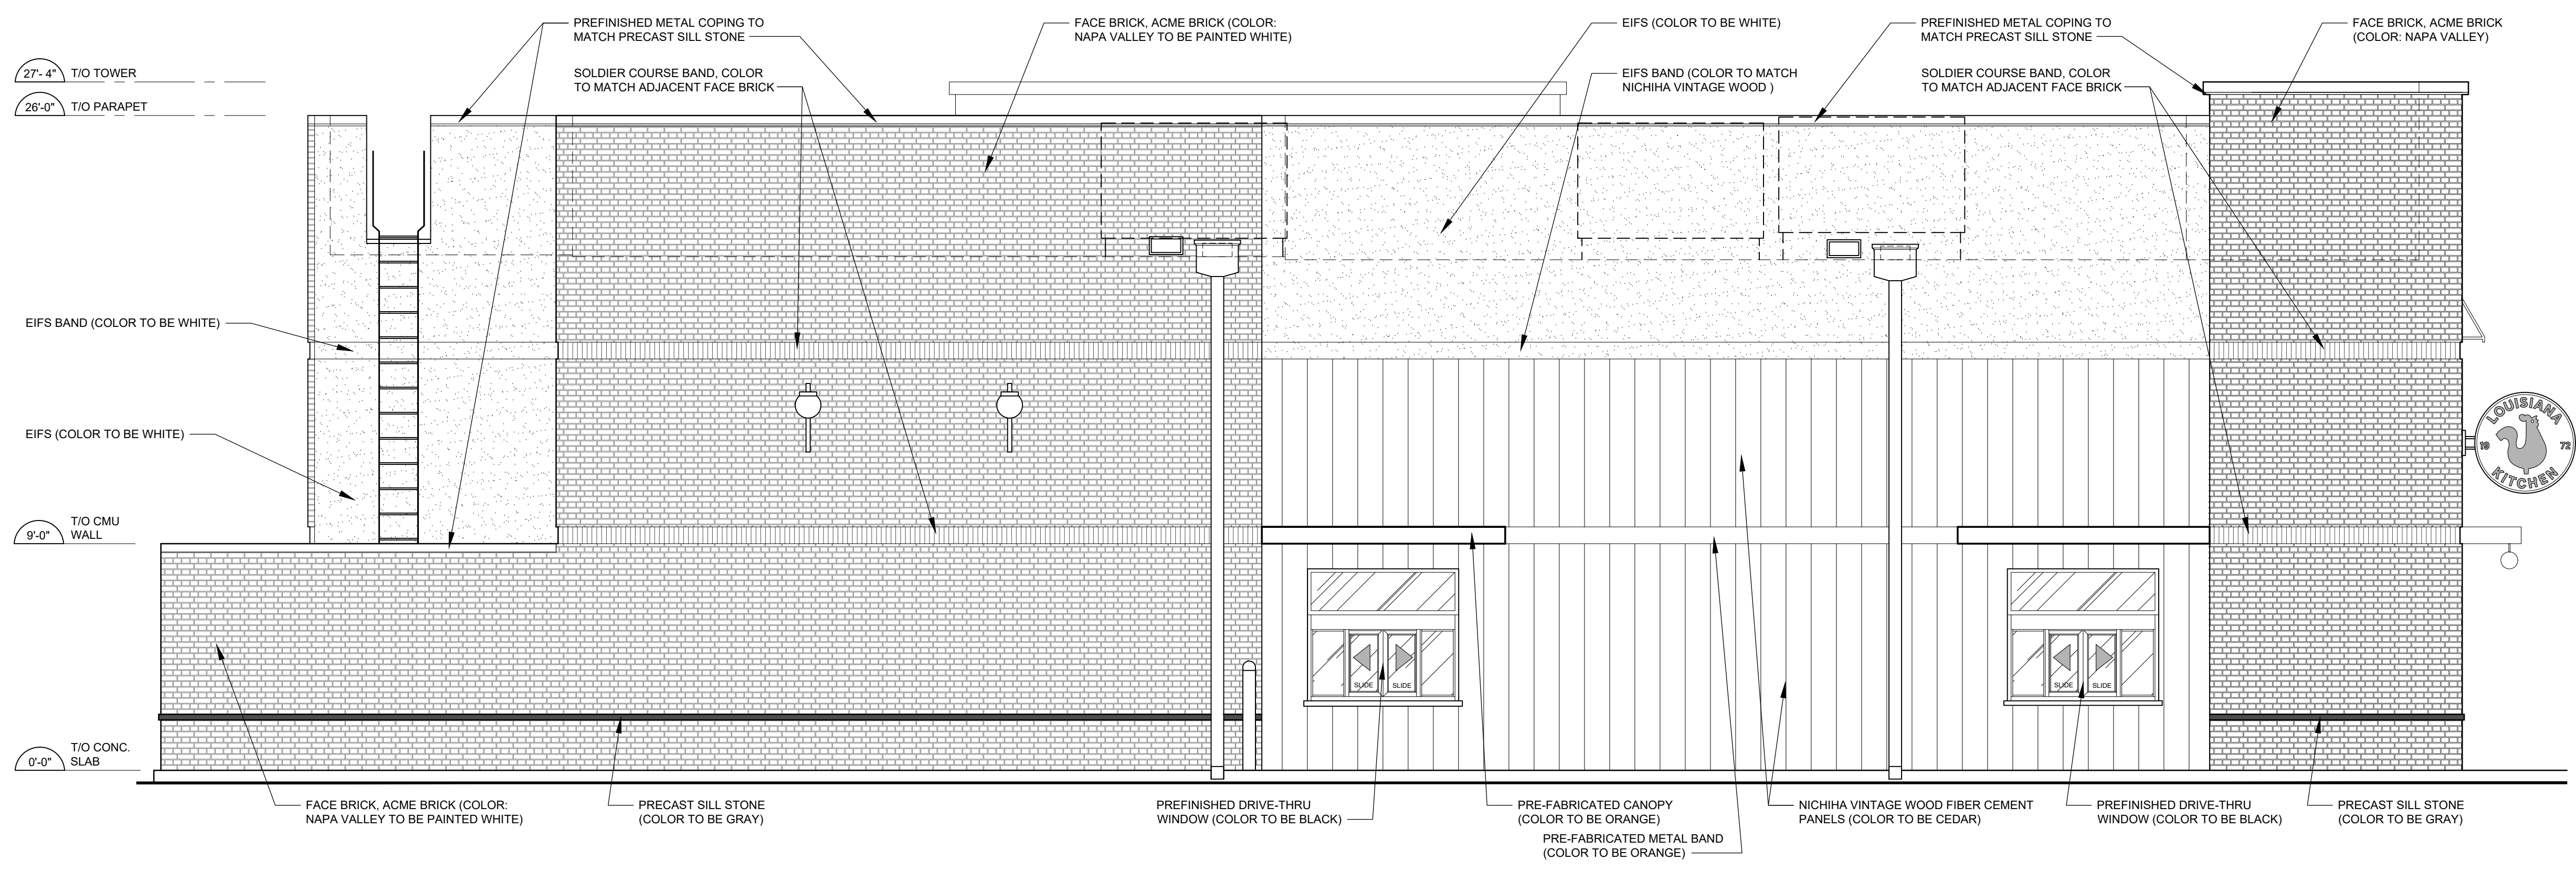 PREFINISHED METAL COPING TO
MATCH PRECAST SILL STONE
FACE BRICK, ACME BRICK (COLOR:
NAPA VALLEY TO BE PAINTED WHITE)
EIFS (COLOR TO BE WHITE)
PREFINISHED METAL COPING TO
MATCH PRECAST SILL STONE
FACE BRICK, ACME BRICK
(COLOR: NAPA VALLEY)
27'- 4"
T/O TOWER
SOLDIER COURSE BAND, COLOR
TO MATCH ADJACENT FACE BRICK
EIFS BAND (COLOR TO MATCH
NICHIHA VINTAGE WOOD )
SOLDIER COURSE BAND, COLOR
TO MATCH ADJACENT FACE BRICK
26'-0"
T/O PARAPET
EIFS BAND (COLOR TO BE WHITE)
EIFS (COLOR TO BE WHITE)
LOUISIANA
19
72
KITCHEN
9'-0"
T/O CMU
WALL
SLIDE
SLIDE
SLIDE
SLIDE
0'-0"
T/O CONC.
SLAB
FACE BRICK, ACME BRICK (COLOR:
NAPA VALLEY TO BE PAINTED WHITE)
PRECAST SILL STONE
(COLOR TO BE GRAY)
PREFINISHED DRIVE-THRU
WINDOW (COLOR TO BE BLACK)
PRE-FABRICATED CANOPY
(COLOR TO BE ORANGE)
PRE-FABRICATED METAL BAND
(COLOR TO BE ORANGE)
NICHIHA VINTAGE WOOD FIBER CEMENT
PANELS (COLOR TO BE CEDAR)
PREFINISHED DRIVE-THRU
WINDOW (COLOR TO BE BLACK)
PRECAST SILL STONE
(COLOR TO BE GRAY)